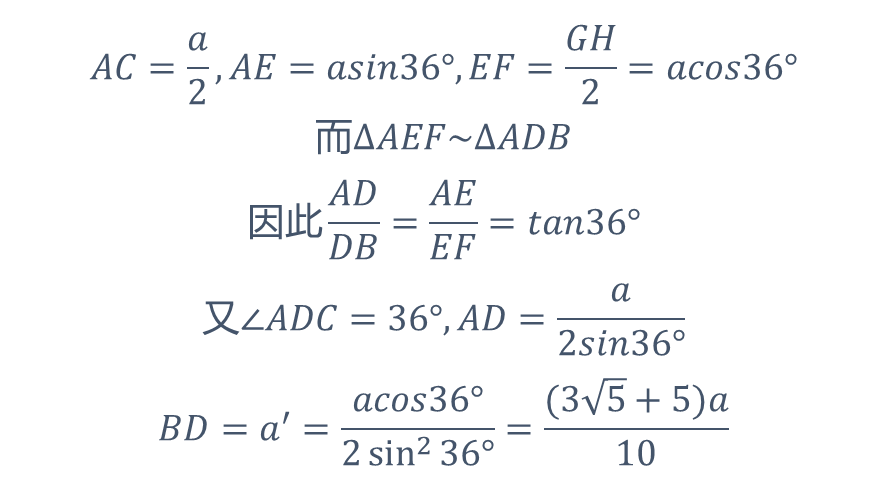 AC = a/2, AE = asin36°, EF = GH/2 = acos36°
而ΔAEF~ΔADB
因此 AD/DB = AE/EF = tan36°
又∠ADC = 36°, AD = a/(2sin36°)
BD = a′ = acos36°/(2 sin² 36°) = (3√5 + 5)a/10